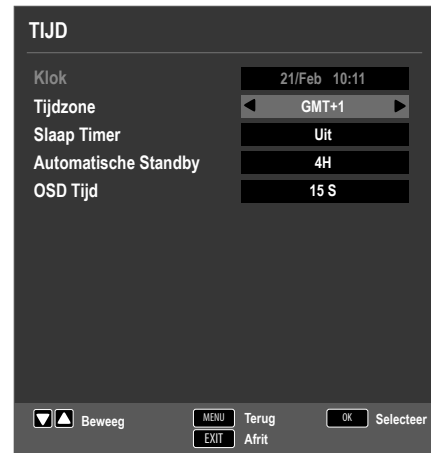 TIJD
Klok 21/Feb 10:11
Tijdzone GMT+1
Slaap Timer Uit
Automatische Standby 4H
OSD Tijd 15 S
Beweeg MENU Terug OK Selecteer
EXIT Afrit